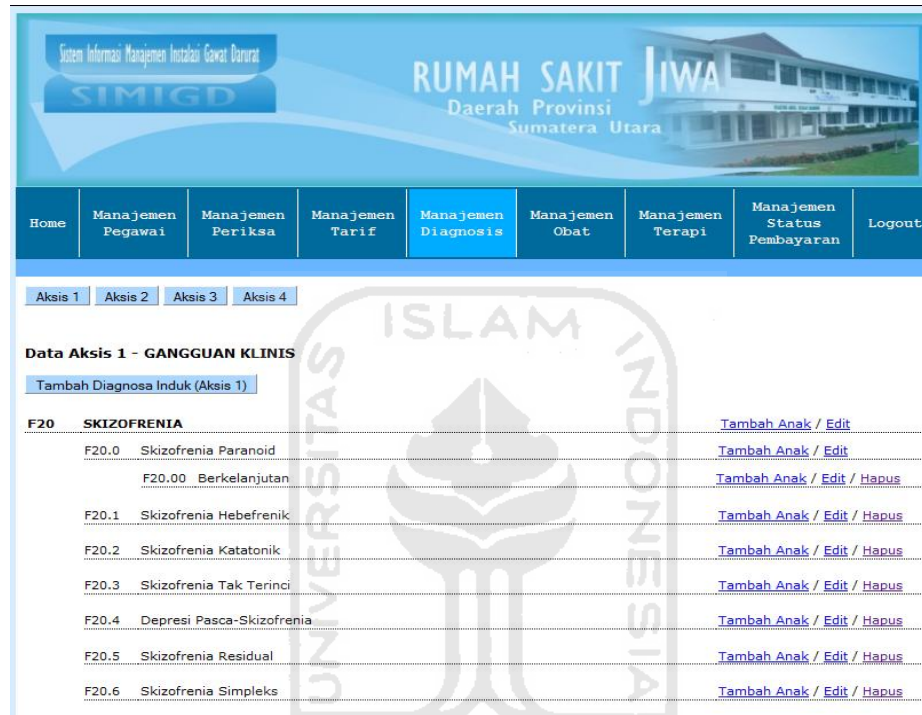 Sistem Informasi Manajemen Instalasi Gawat Darurat
SIMIGD
RUMAH SAKIT JIWA
Daerah Provinsi
Sumatera Utara
Home
Manajemen Pegawai
Manajemen Periksa
Manajemen Tarif
Manajemen Diagnosis
Manajemen Obat
Manajemen Terapi
Manajemen Status Pembayaran
Logout
Aksis 1 Aksis 2 Aksis 3 Aksis 4
Data Aksis 1 - GANGGUAN KLINIS
Tambah Diagnosa Induk (Aksis 1)
F20 SKIZOFRENIA Tambah Anak / Edit
F20.0 Skizofrenia Paranoid Tambah Anak / Edit
F20.00 Berkelanjutan Tambah Anak / Edit / Hapus
F20.1 Skizofrenia Hebefrenik Tambah Anak / Edit / Hapus
F20.2 Skizofrenia Katatonik Tambah Anak / Edit / Hapus
F20.3 Skizofrenia Tak Terinci Tambah Anak / Edit / Hapus
F20.4 Depresi Pasca-Skizofrenia Tambah Anak / Edit / Hapus
F20.5 Skizofrenia Residual Tambah Anak / Edit / Hapus
F20.6 Skizofrenia Simpleks Tambah Anak / Edit / Hapus
UNIVERSITAS ISLAM INDONESIA